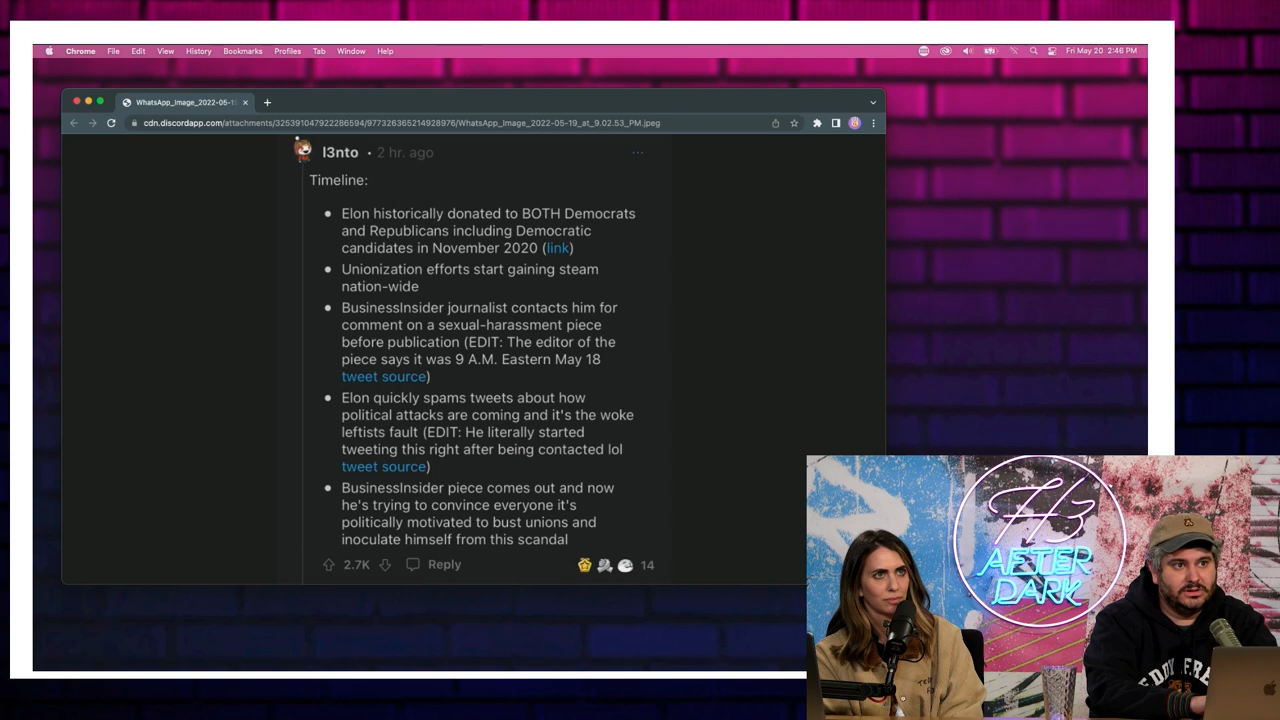 Chrome File Edit View History Bookmarks Profiles Tab Window Help Fri May 20 2:46 PM
WhatsApp_Image_2022-05-19
cdn.discordapp.com/attachments/325391047922286594/977326365214928976/WhatsApp_Image_2022-05-19_at_9.02.53_PM.jpeg
l3nto • 2 hr. ago
Timeline:
• Elon historically donated to BOTH Democrats
and Republicans including Democratic
candidates in November 2020 (link)
• Unionization efforts start gaining steam
nation-wide
• BusinessInsider journalist contacts him for
comment on a sexual-harassment piece
before publication (EDIT: The editor of the
piece says it was 9 A.M. Eastern May 18
tweet source)
• Elon quickly spams tweets about how
political attacks are coming and it's the woke
leftists fault (EDIT: He literally started
tweeting this right after being contacted lol
tweet source)
• BusinessInsider piece comes out and now
he's trying to convince everyone it's
politically motivated to bust unions and
inoculate himself from this scandal
2.7K Reply 14
H3
AFTER
DARK